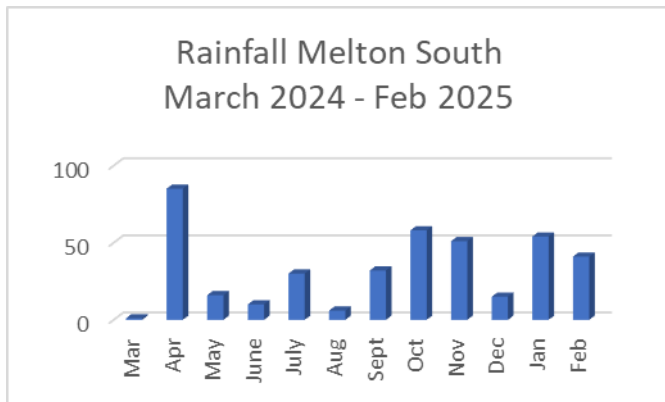 Rainfall Melton South
March 2024 - Feb 2025
100
50
0
Mar
Apr
May
June
July
Aug
Sept
Oct
Nov
Dec
Jan
Feb